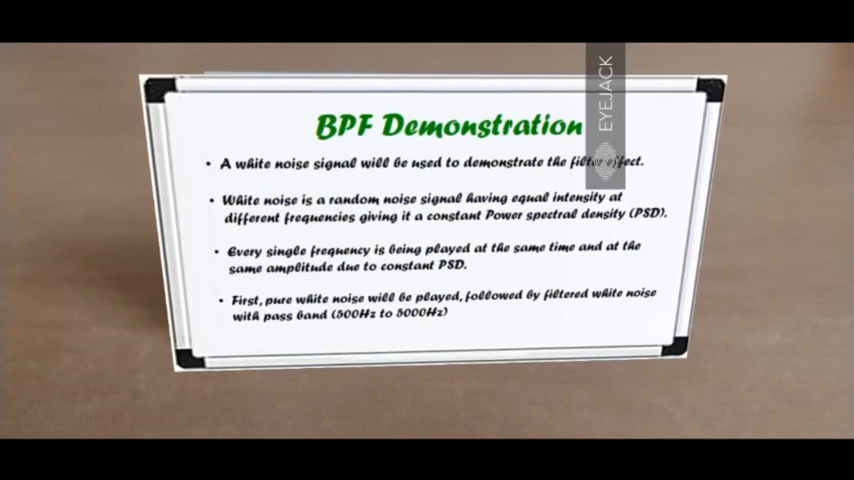 BPF Demonstration
• A white noise signal will be used to demonstrate the filter effect.
• White noise is a random noise signal having equal intensity at
different frequencies giving it a constant Power spectral density (PSD).
• Every single frequency is being played at the same time and at the
same amplitude due to constant PSD.
• First, pure white noise will be played, followed by filtered white noise
with pass band (500Hz to 5000Hz)
EYEJACK